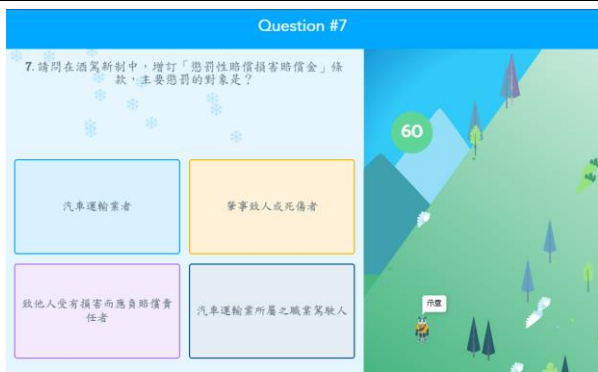 Question #7
7.請問在酒駕新制中，增訂「懲罰性賠償損害賠償金」條
款，主要懲罰的對象是？
60
汽車運輸業者
肇事致人或死傷者
致他人受有損害而應負賠償責
任者
汽車運輸業所屬之職業駕駛人
示意